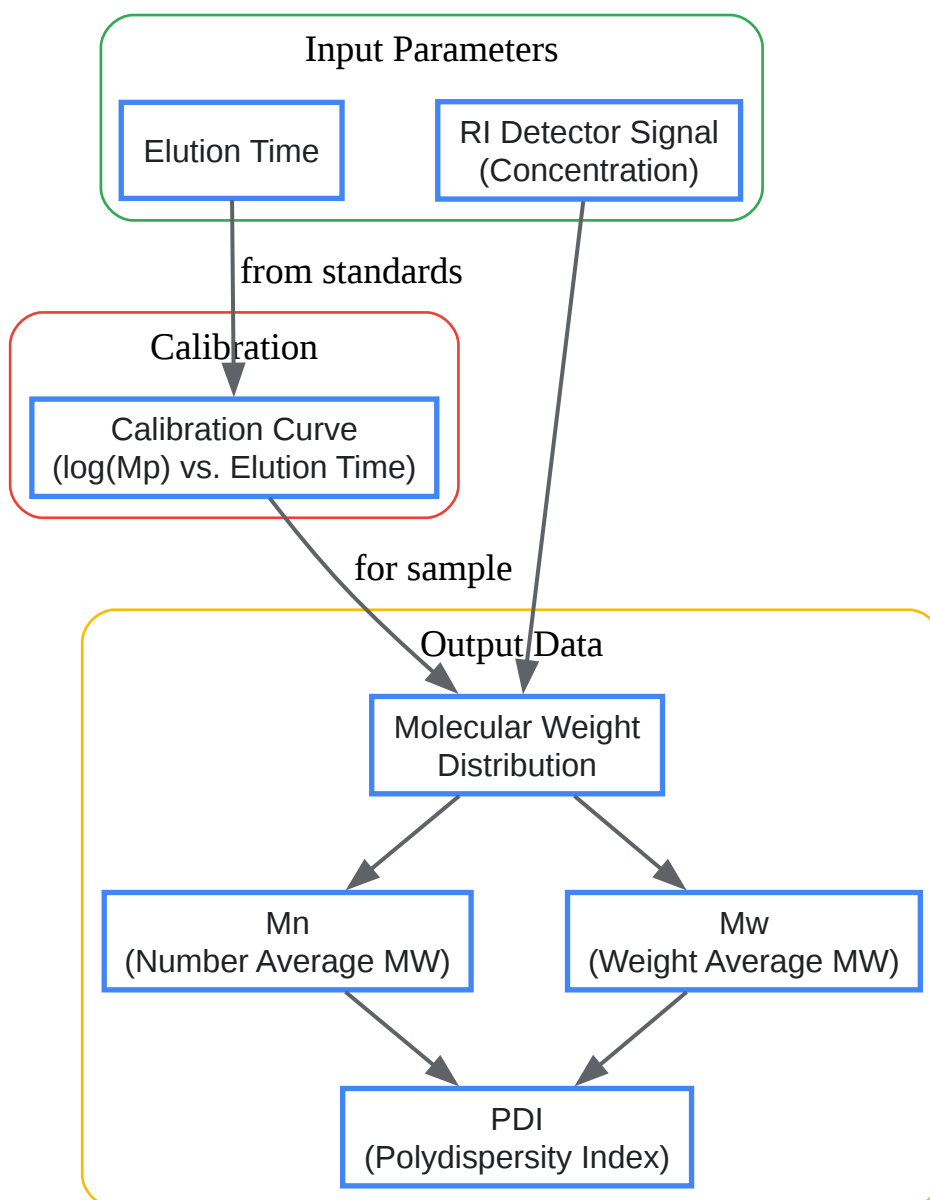 Input Parameters
Elution Time
RI Detector Signal
(Concentration)
from standards
Calibration
Calibration Curve
(log(Mp) vs. Elution Time)
for sample
Output Data
Molecular Weight
Distribution
Mn
(Number Average MW)
Mw
(Weight Average MW)
PDI
(Polydispersity Index)